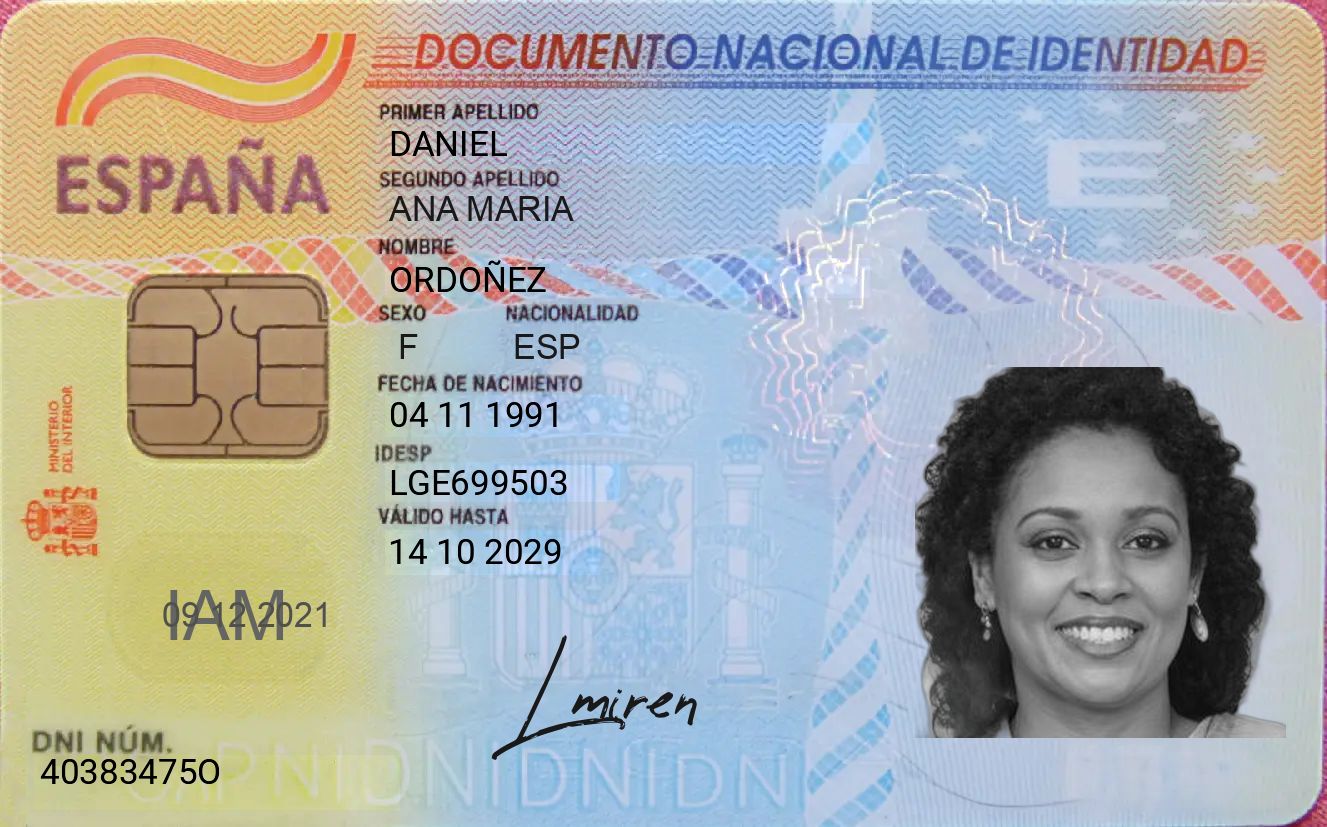 DOCUMENTO NACIONAL DE IDENTIDAD
ESPAÑA
PRIMER APELLIDO
DANIEL
SEGUNDO APELLIDO
ANA MARIA
NOMBRE
ORDOÑEZ
SEXO NACIONALIDAD
F ESP
FECHA DE NACIMIENTO
04 11 1991
IDESP
LGE699503
VÁLIDO HASTA
14 10 2029
MINISTERIO
DEL INTERIOR
E
IAM
09 12 2021
Lmiren
DNI NÚM.
40383475O
DNIDNIDNIDN